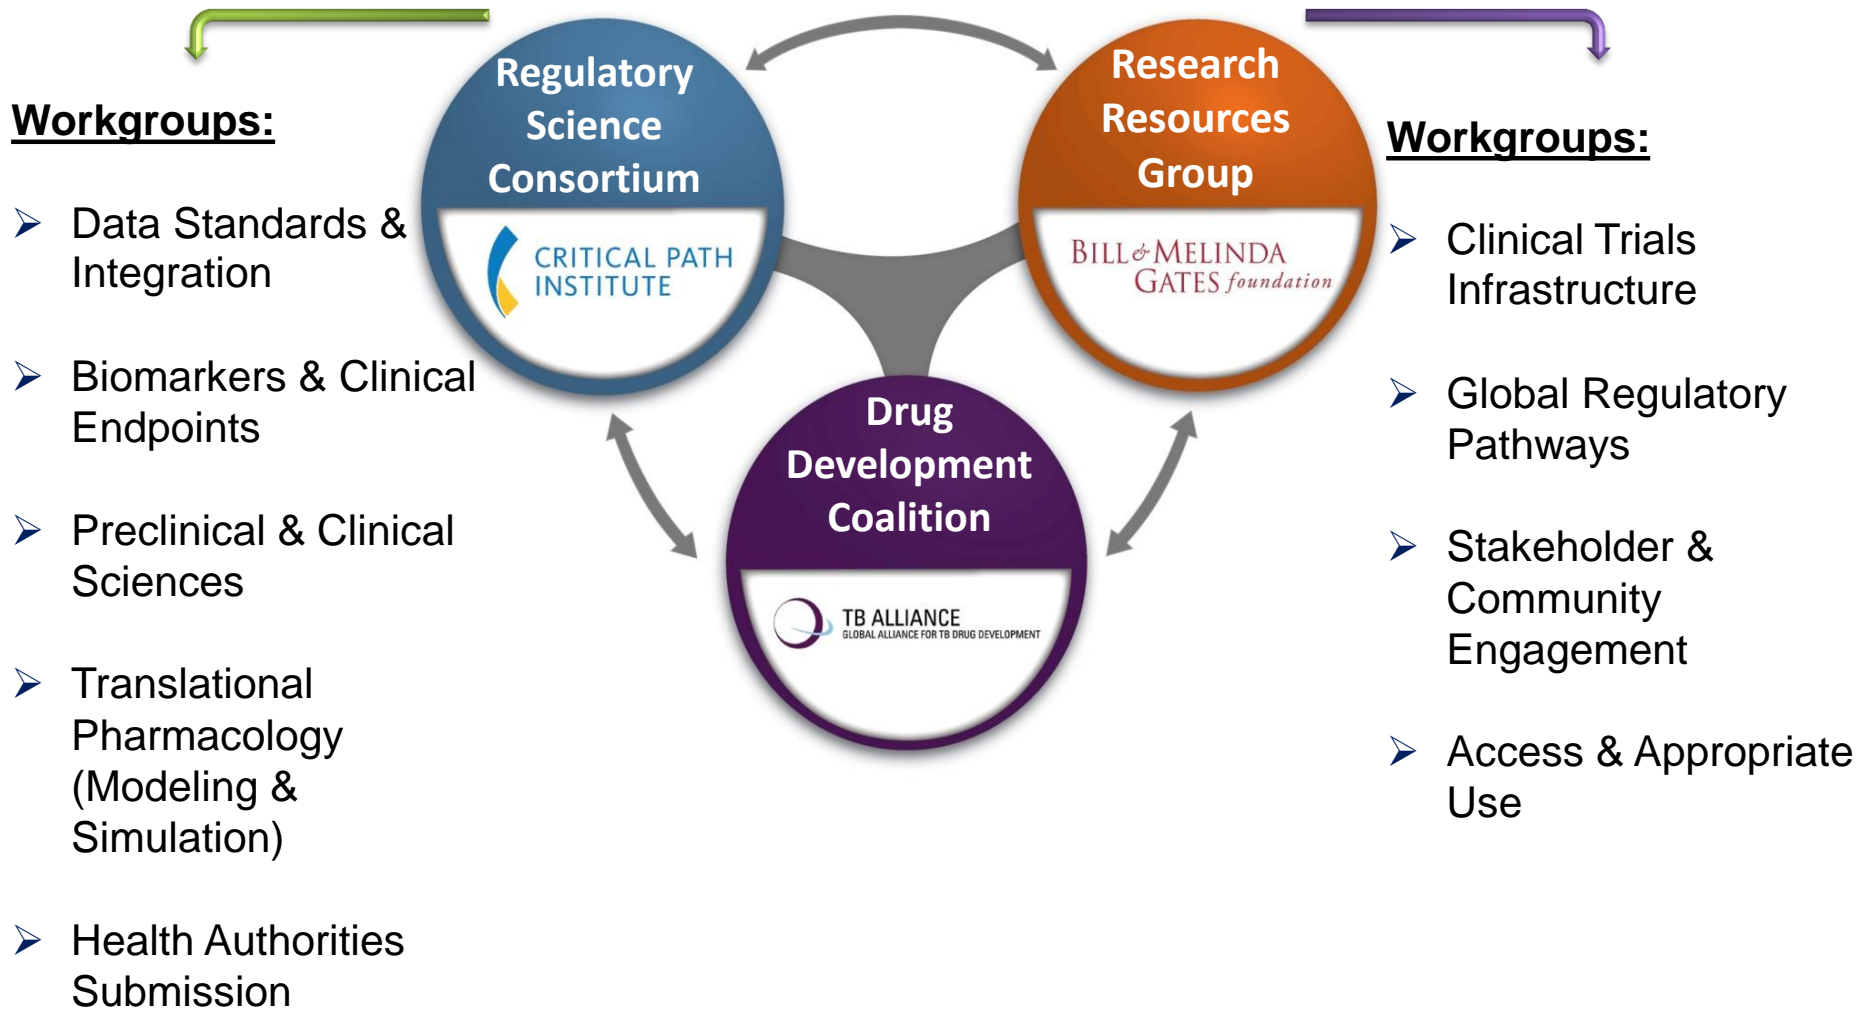 Workgroups:
Data Standards &
Integration
Biomarkers & Clinical
Endpoints
Preclinical & Clinical
Sciences
Translational
Pharmacology
(Modeling &
Simulation)
Health Authorities
Submission
Regulatory
Science
Consortium
CRITICAL PATH
INSTITUTE
Research
Resources
Group
BILL & MELINDA
GATES foundation
Drug
Development
Coalition
TB ALLIANCE
GLOBAL ALLIANCE FOR TB DRUG DEVELOPMENT
Workgroups:
Clinical Trials
Infrastructure
Global Regulatory
Pathways
Stakeholder &
Community
Engagement
Access & Appropriate
Use